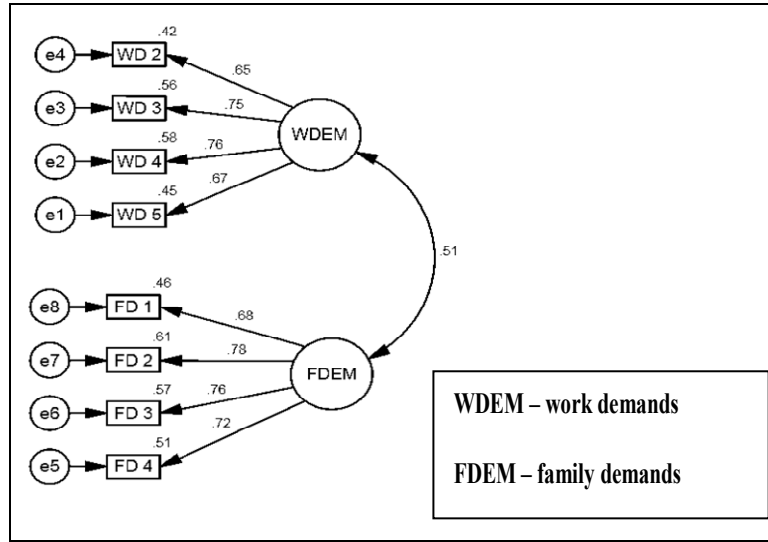 .42
e4 WD 2
.65
.56
e3 WD 3
.75
WDEM
.58
e2 WD 4
.76
.45
.67
e1 WD 5
.51
.46
e8 FD 1
.68
.61
e7 FD 2
.78
FDEM
.57
e6 FD 3
.76
.72
.51
e5 FD 4
WDEM – work demands
FDEM – family demands